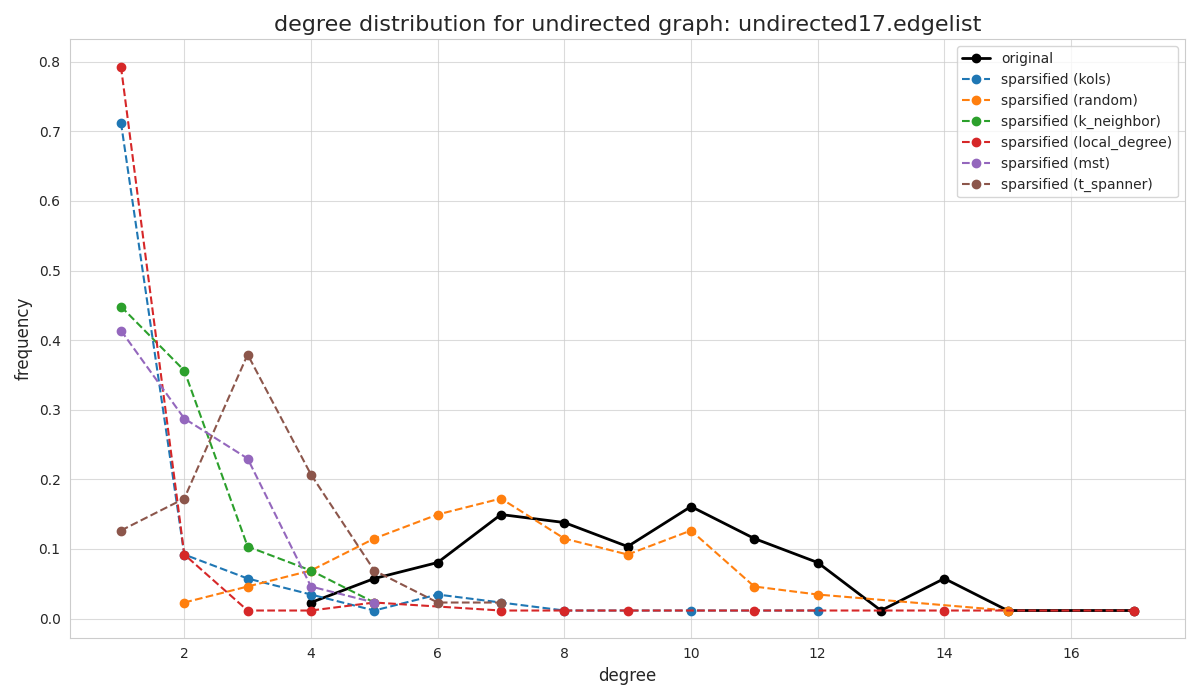 degree distribution for undirected graph: undirected17.edgelist
original
sparsified (kols)
sparsified (random)
sparsified (k_neighbor)
sparsified (local_degree)
sparsified (mst)
sparsified (t_spanner)
frequency
0.8
0.7
0.6
0.5
0.4
0.3
0.2
0.1
0.0
2 4 6 8 10 12 14 16
degree